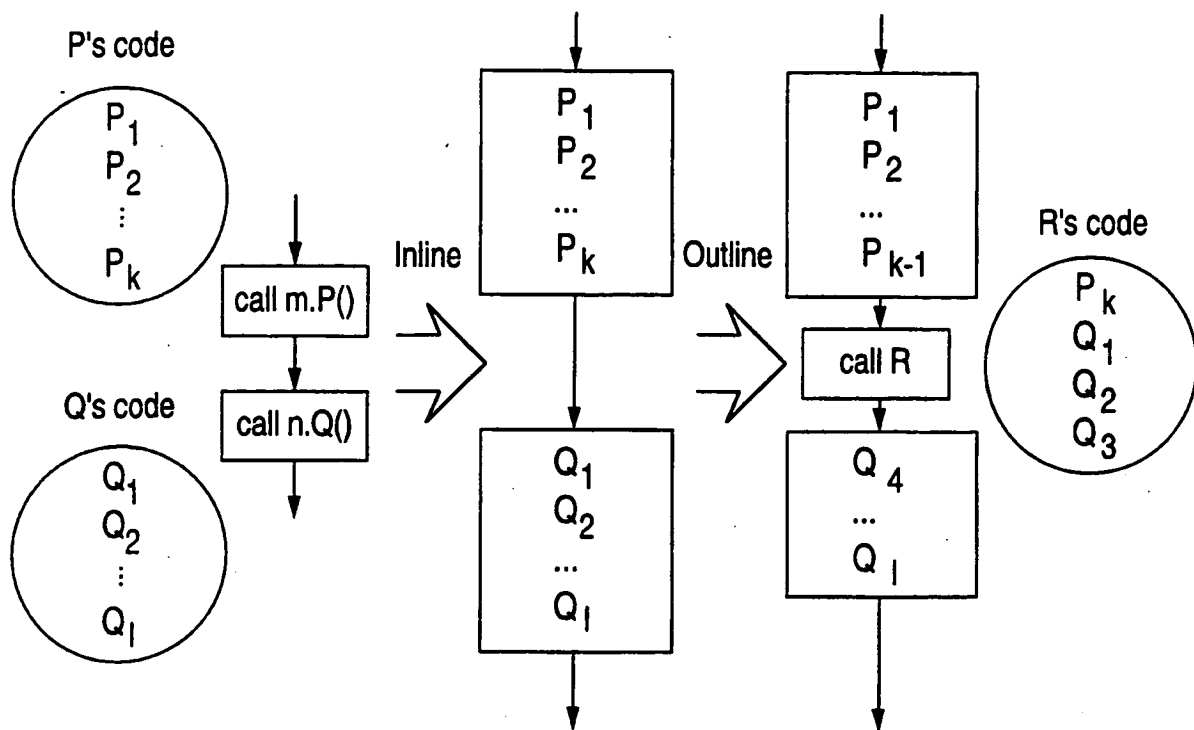 P's code
P1
P2
...
Pk
call m.P()
call n.Q()
Q's code
Q1
Q2
...
Ql
Inline
P1
P2
...
Pk
Q1
Q2
...
Ql
Outline
P1
P2
...
Pk-1
call R
Q4
...
Ql
R's code
Pk
Q1
Q2
Q3